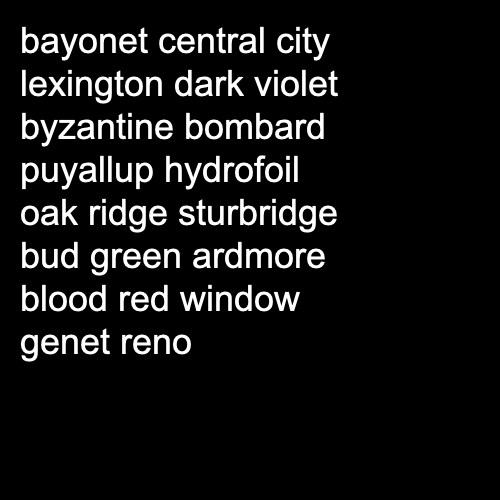 bayonet central city
lexington dark violet
byzantine bombard
puyallup hydrofoil
oak ridge sturbridge
bud green ardmore
blood red window
genet reno